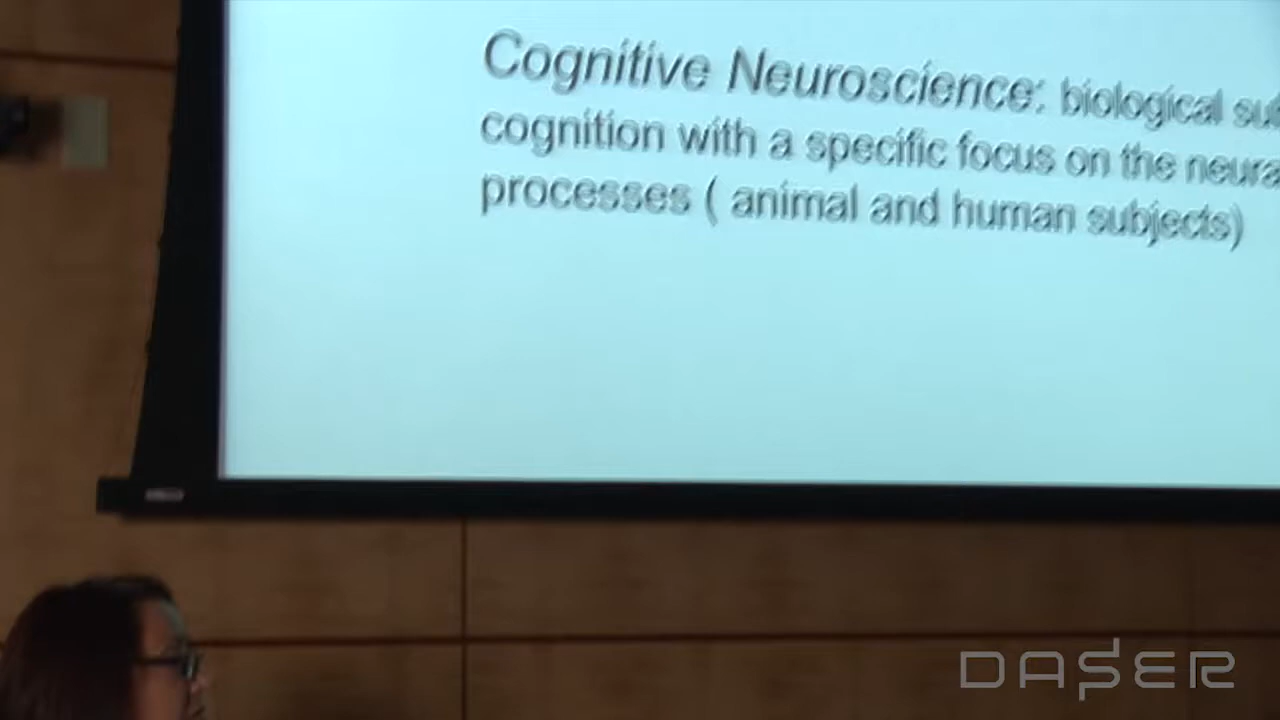 Cognitive Neuroscience: biological
cognition with a specific focus on the
processes ( animal and human subjects)
DASER